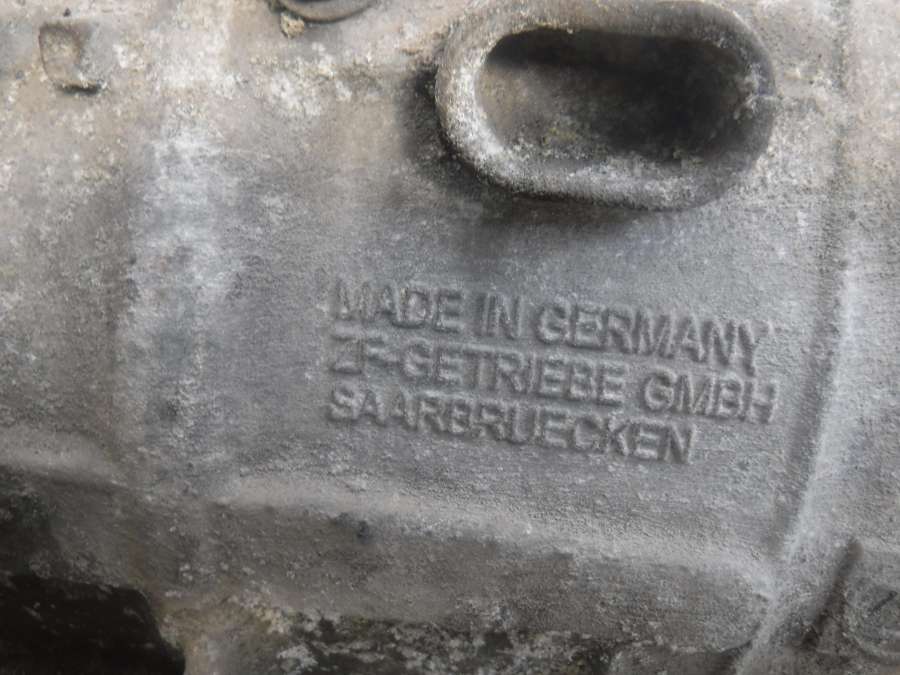 MADE IN GERMANY
ZF-GETRIEBE GMBH
SAARBRUECKEN